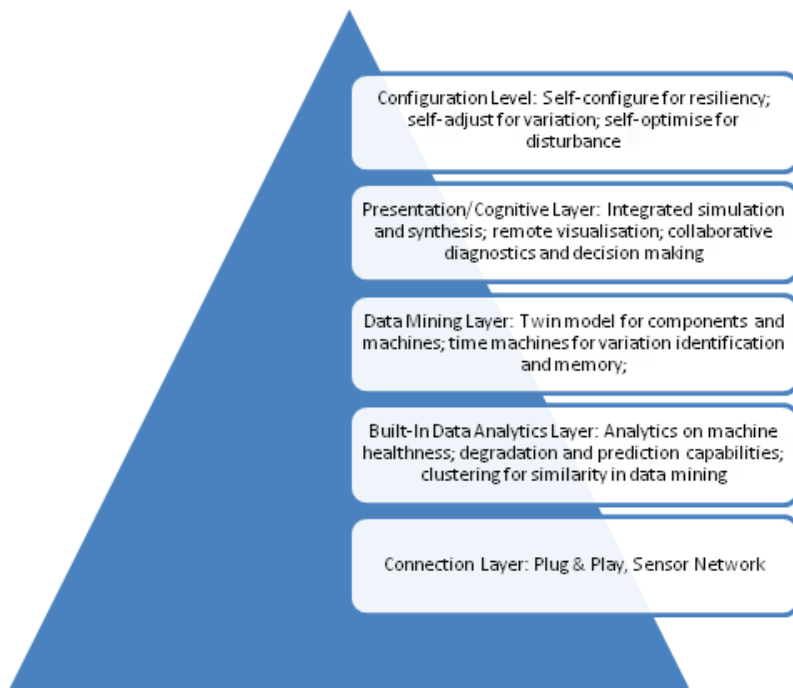 Configuration Level: Self-configure for resiliency;
self-adjust for variation; self-optimise for
disturbance
Presentation/Cognitive Layer: Integrated simulation
and synthesis; remote visualisation; collaborative
diagnostics and decision making
Data Mining Layer: Twin model for components and
machines; time machines for variation identification
and memory;
Built-In Data Analytics Layer: Analytics on machine
healthness; degradation and prediction capabilities;
clustering for similarity in data mining
Connection Layer: Plug & Play, Sensor Network